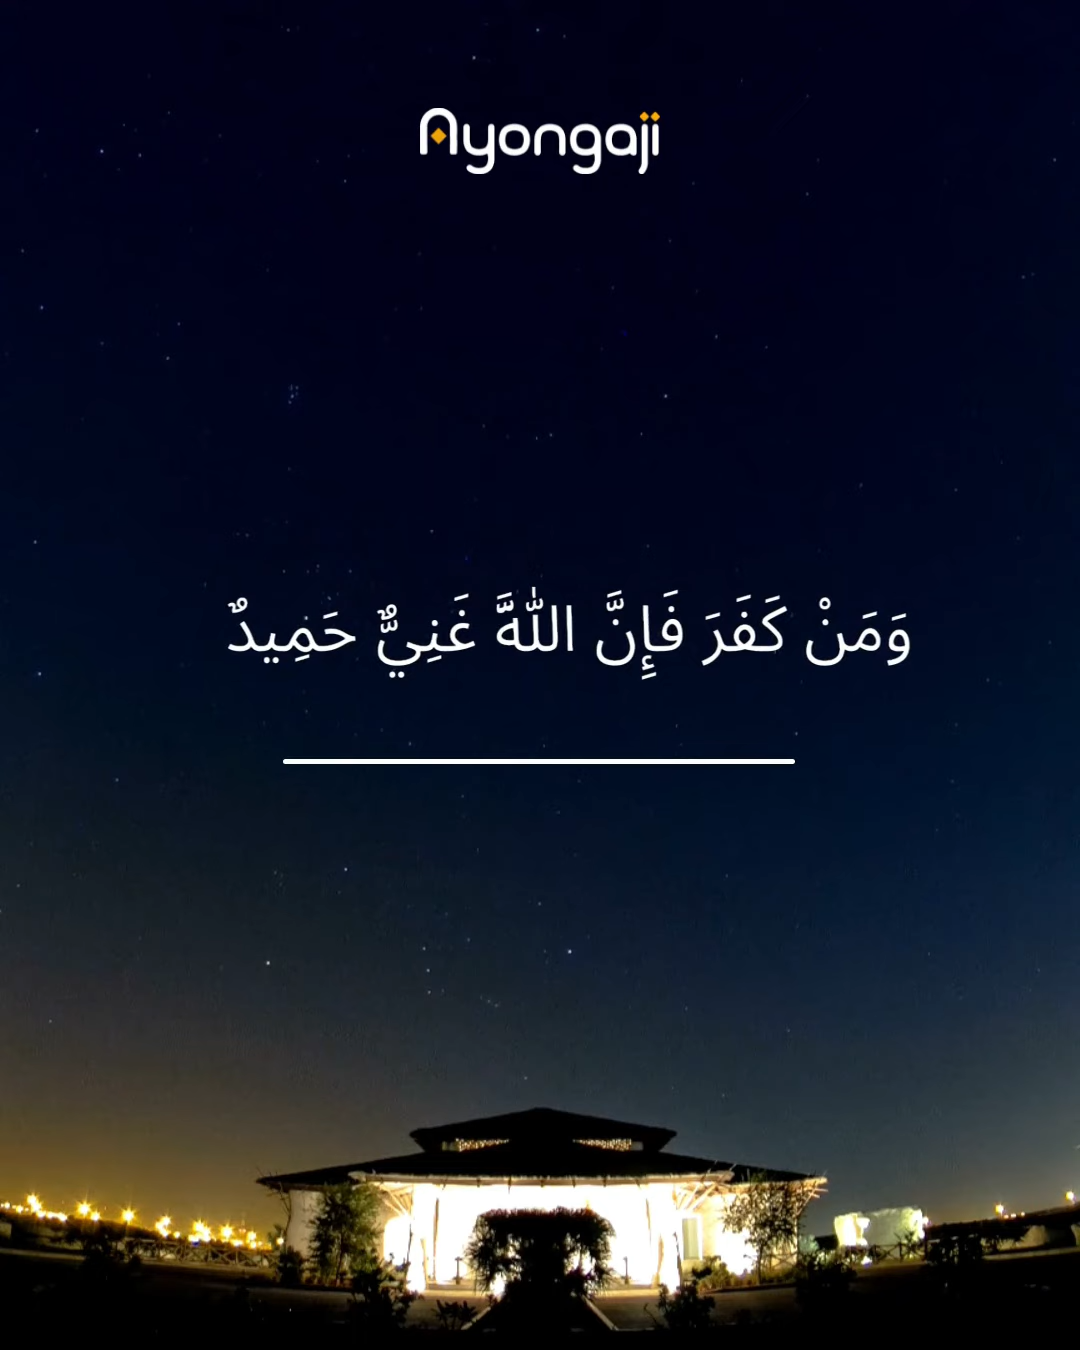 Ayongaji
وَمَنْ كَفَرَ فَإِنَّ اللّٰهَّ غَنِيٌّ حَمِيدٌ